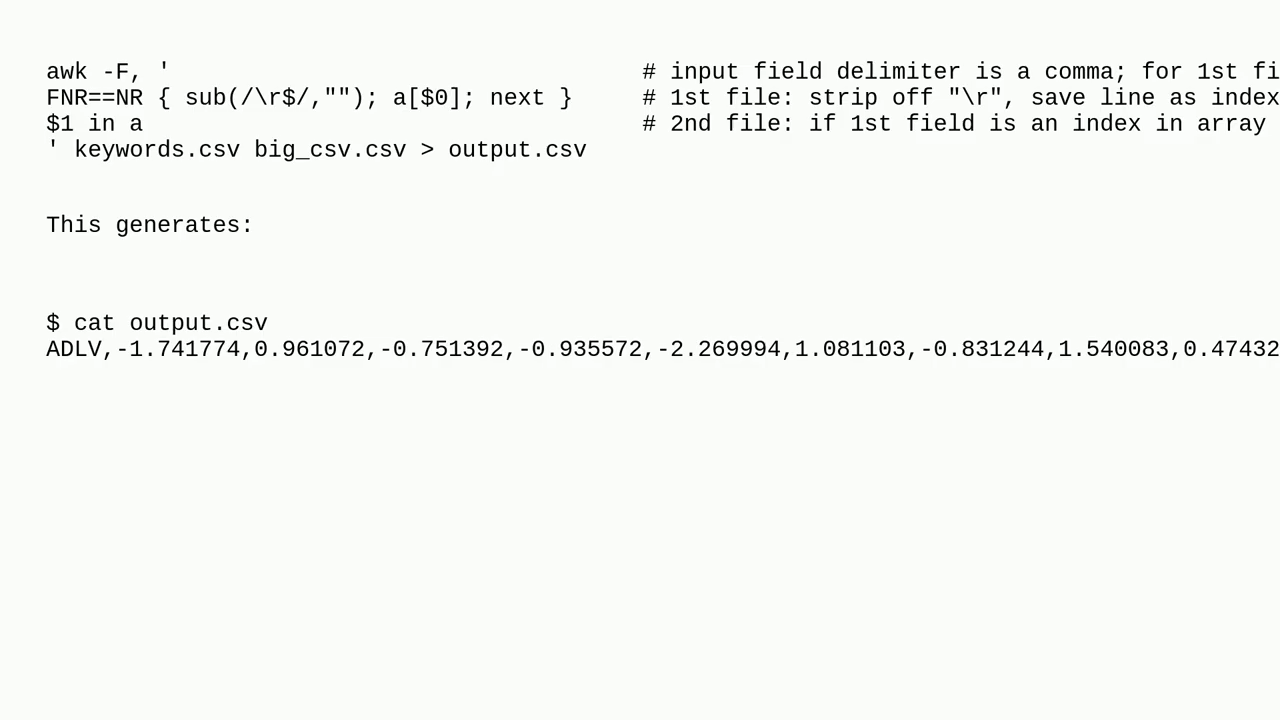 awk -F, ' # input field delimiter is a comma; for 1st fi
FNR==NR { sub(/\r$/,""); a[$0]; next } # 1st file: strip off "\r", save line as index
$1 in a # 2nd file: if 1st field is an index in array
' keywords.csv big_csv.csv > output.csv
This generates:
$ cat output.csv
ADLV,-1.741774,0.961072,-0.751392,-0.935572,-2.269994,1.081103,-0.831244,1.540083,0.47432